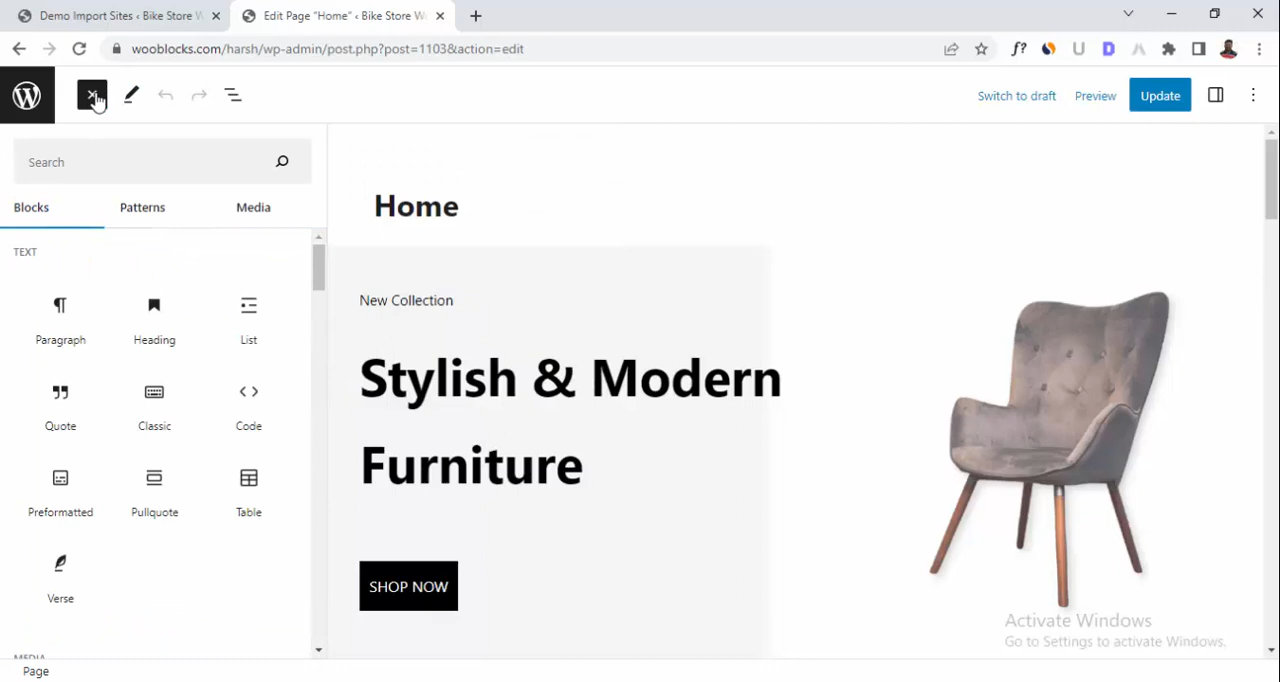 Demo Import Sites ‹ Bike Store W
Edit Page “Home” ‹ Bike Store Wo
wooblocks.com/harsh/wp-admin/post.php?post=1103&action=edit
f?
Switch to draft
Preview
Update
Search
Blocks
Patterns
Media
TEXT
Paragraph
Heading
List
Quote
Classic
Code
Preformatted
Pullquote
Table
Verse
MEDIA
Home
New Collection
Stylish & Modern
Furniture
SHOP NOW
Activate Windows
Go to Settings to activate Windows.
Page